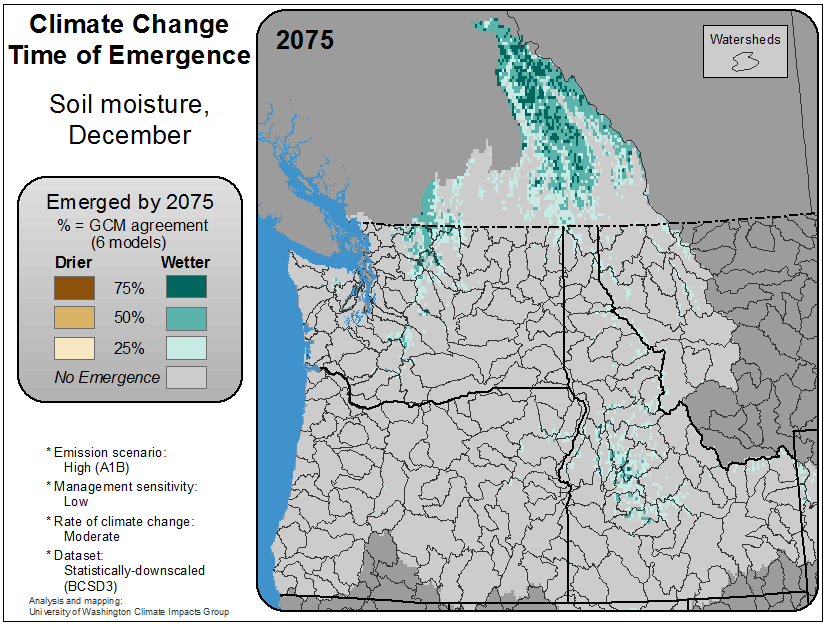 Climate Change
Time of Emergence
Soil moisture,
December
Emerged by 2075
% = GCM agreement
(6 models)
Drier Wetter
75%
50%
25%
No Emergence
* Emission scenario:
High (A1B)
* Management sensitivity:
Low
* Rate of climate change:
Moderate
* Dataset:
Statistically-downscaled
(BCSD3)
Analysis and mapping:
University of Washington Climate Impacts Group
2075
Watersheds